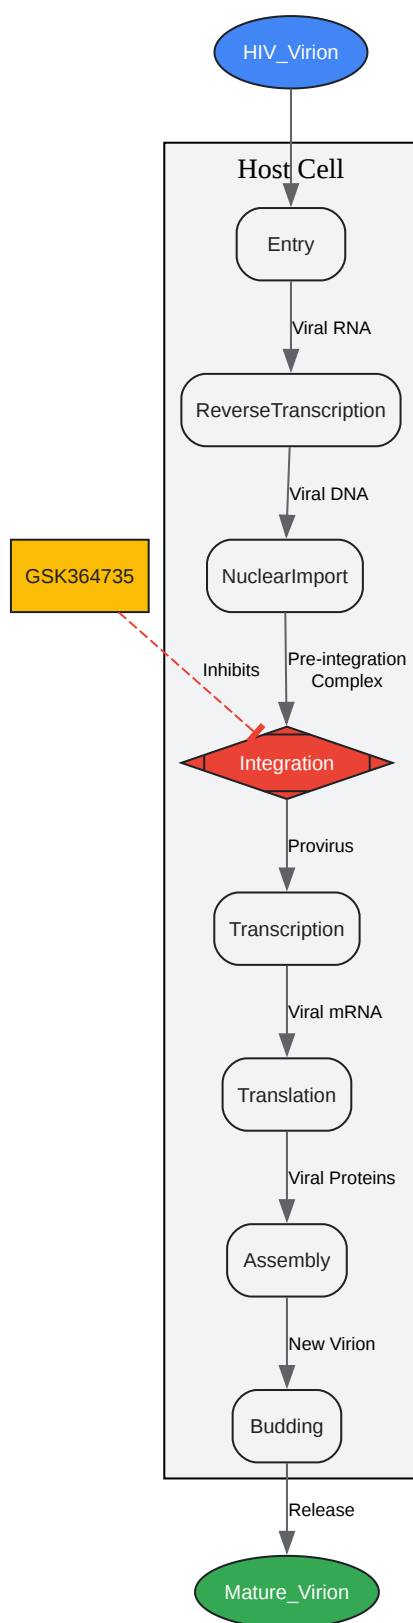 HIV_Virion
Host Cell
Entry
Viral RNA
ReverseTranscription
Viral DNA
GSK364735
NuclearImport
Inhibits
Pre-integration
Complex
Integration
Provirus
Transcription
Viral mRNA
Translation
Viral Proteins
Assembly
New Virion
Budding
Release
Mature_Virion